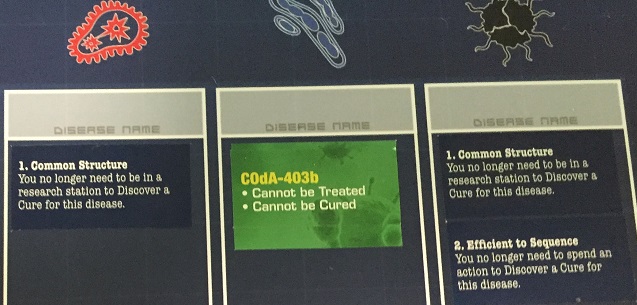 DISEASE NAME
1. Common Structure
You no longer need to be in a
research station to Discover a
Cure for this disease.
DISEASE NAME
COdA-403b
• Cannot be Treated
• Cannot be Cured
DISEASE NAME
1. Common Structure
You no longer need to be in a
research station to Discover a
Cure for this disease.
2. Efficient to Sequence
You no longer need to spend an
action to Discover a Cure for
this disease.